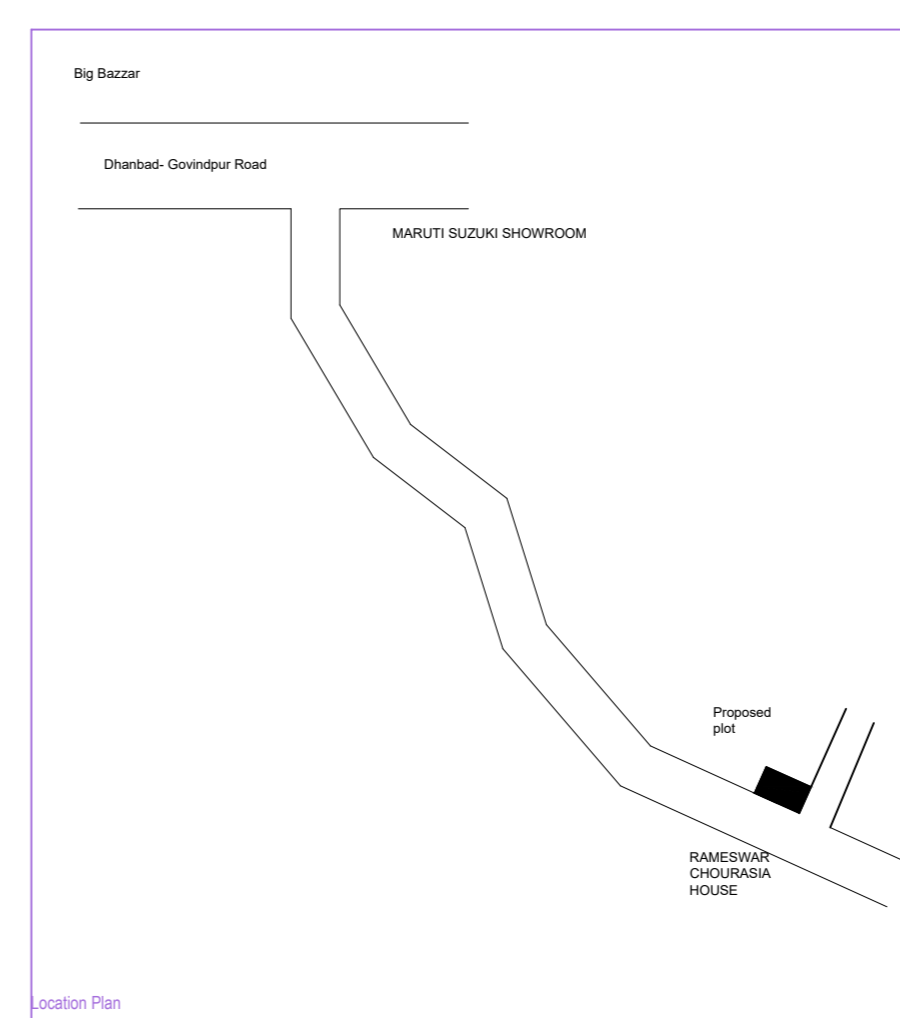 Big Bazzar
Dhanbad- Govindpur Road
MARUTI SUZUKI SHOWROOM
Proposed
plot
RAMESWAR
CHOURASIA
HOUSE
Location Plan